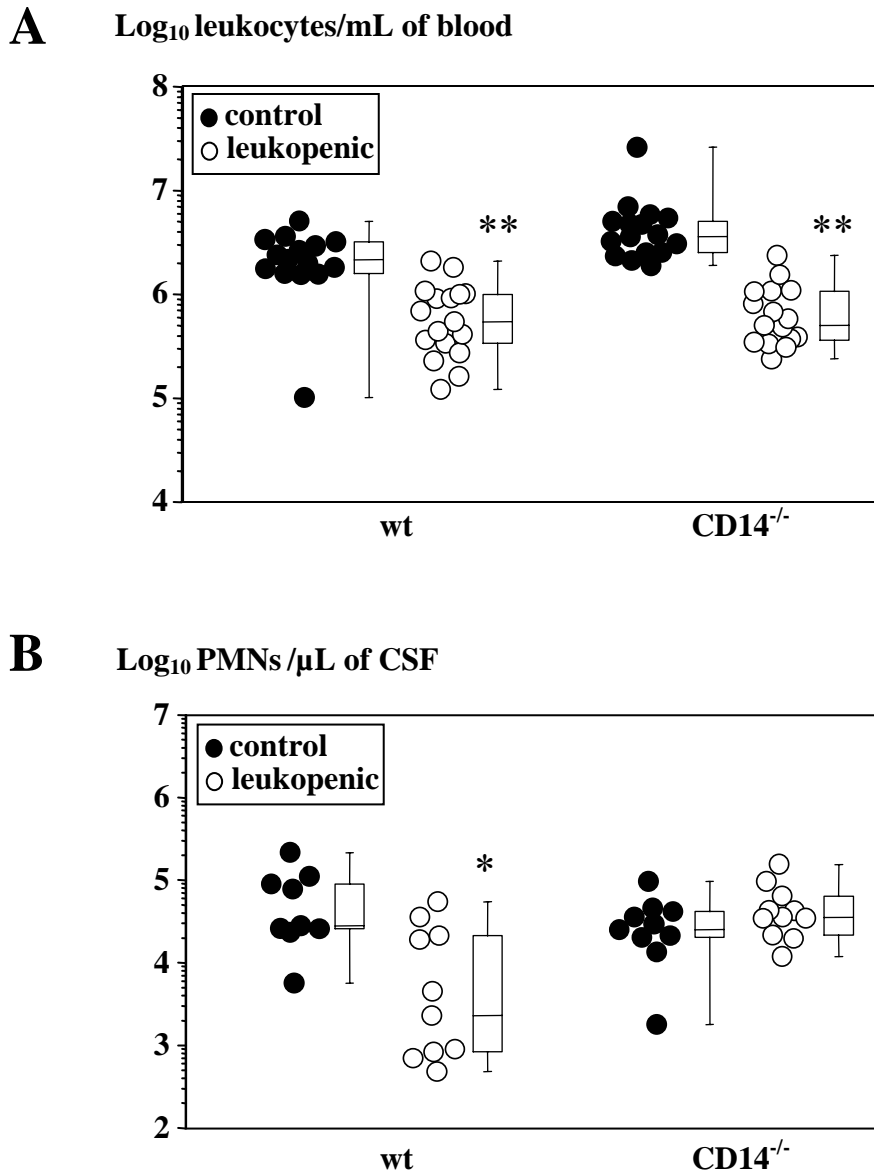 A
Log₁₀ leukocytes/mL of blood
8
7
6
5
4
control
leukopenic
**
**
wt
CD14⁻/⁻
B
Log₁₀ PMNs /µL of CSF
7
6
5
4
3
2
control
leukopenic
*
wt
CD14⁻/⁻